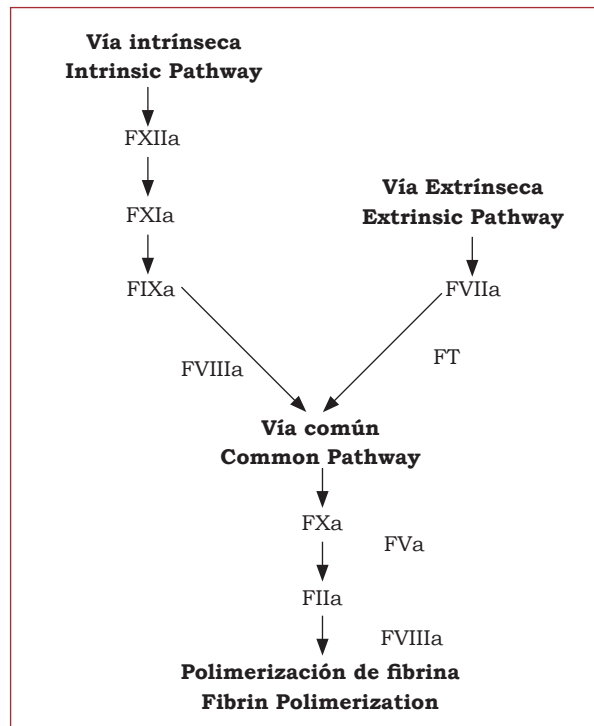 Vía intrínseca
Intrinsic Pathway
FXIIa
FXIa
FIXa
FVIIIa
Vía Extrínseca
Extrinsic Pathway
FVIIa
FT
Vía común
Common Pathway
FXa
FVa
FIIa
FVIIIa
Polimerización de fibrina
Fibrin Polimerization